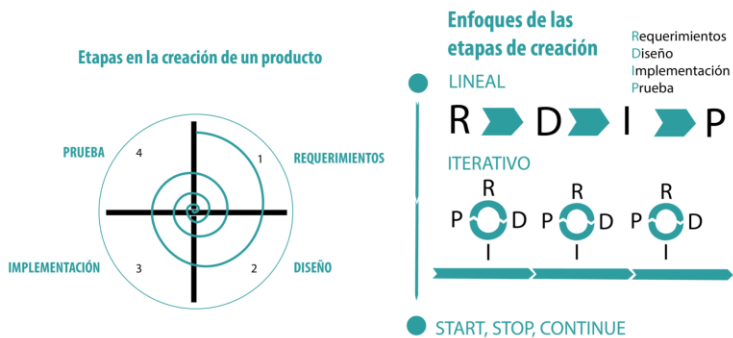 Etapas en la creación de un producto
PRUEBA
4
1
REQUERIMIENTOS
IMPLEMENTACIÓN
3
2
DISEÑO
Enfoques de las
etapas de creación
Requerimientos
Diseño
Implementación
Prueba
LINEAL
R D I P
ITERATIVO
R R R
P D P D P D
I I I
START, STOP, CONTINUE